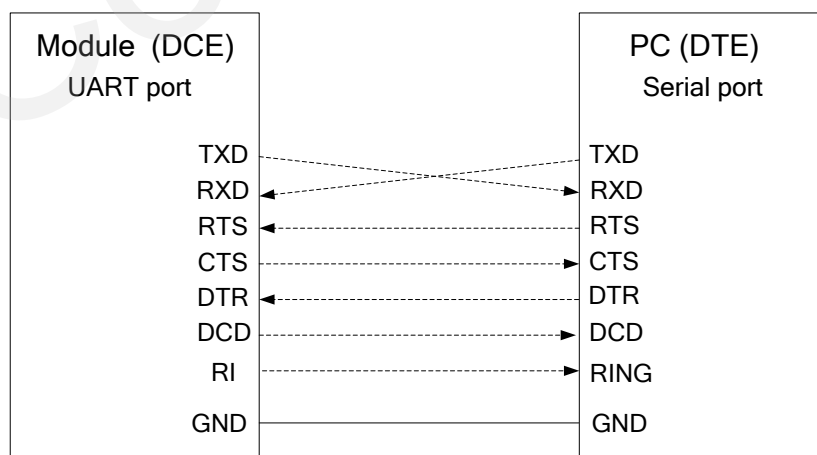 Module (DCE)
UART port
PC (DTE)
Serial port
TXD TXD
RXD RXD
RTS RTS
CTS CTS
DTR DTR
DCD DCD
RI RING
GND GND